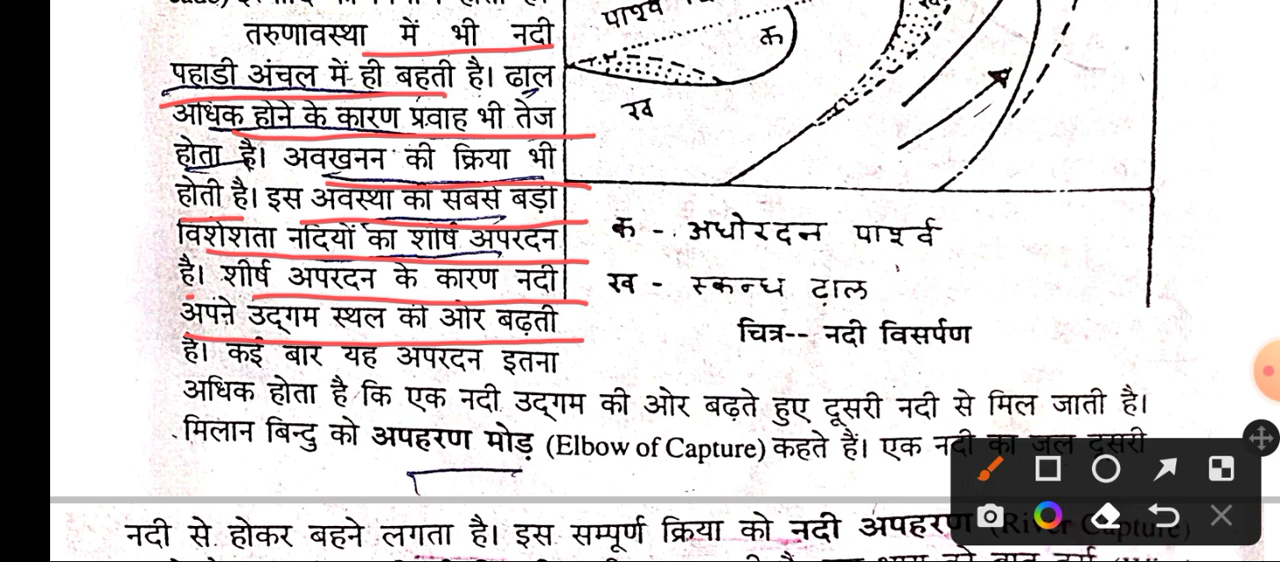 तरुणावस्था में भी नदी
पहाडी अंचल में ही बहती है। ढाल
अधिक होने के कारण प्रवाह भी तेज
होता है। अवखनन की क्रिया भी
होती है। इस अवस्था का सबसे बड़ी
विशेशता नदियों का शीर्ष अपरदन
है। शीर्ष अपरदन के कारण नदी
अपने उद्गम स्थल की ओर बढ़ती
है। कई बार यह अपरदन इतना
पार्श्व
क
ख
क - अधोरदन पार्श्व
ख - स्कन्ध ढ़ाल
चित्र-- नदी विसर्पण
अधिक होता है कि एक नदी उद्गम की ओर बढ़ते हुए दूसरी नदी से मिल जाती है।
मिलान बिन्दु को अपहरण मोड़ (Elbow of Capture) कहते हैं। एक नदी का जल दूसरी
नदी से होकर बहने लगता है। इस सम्पूर्ण क्रिया को नदी अपहरण (River Capture)